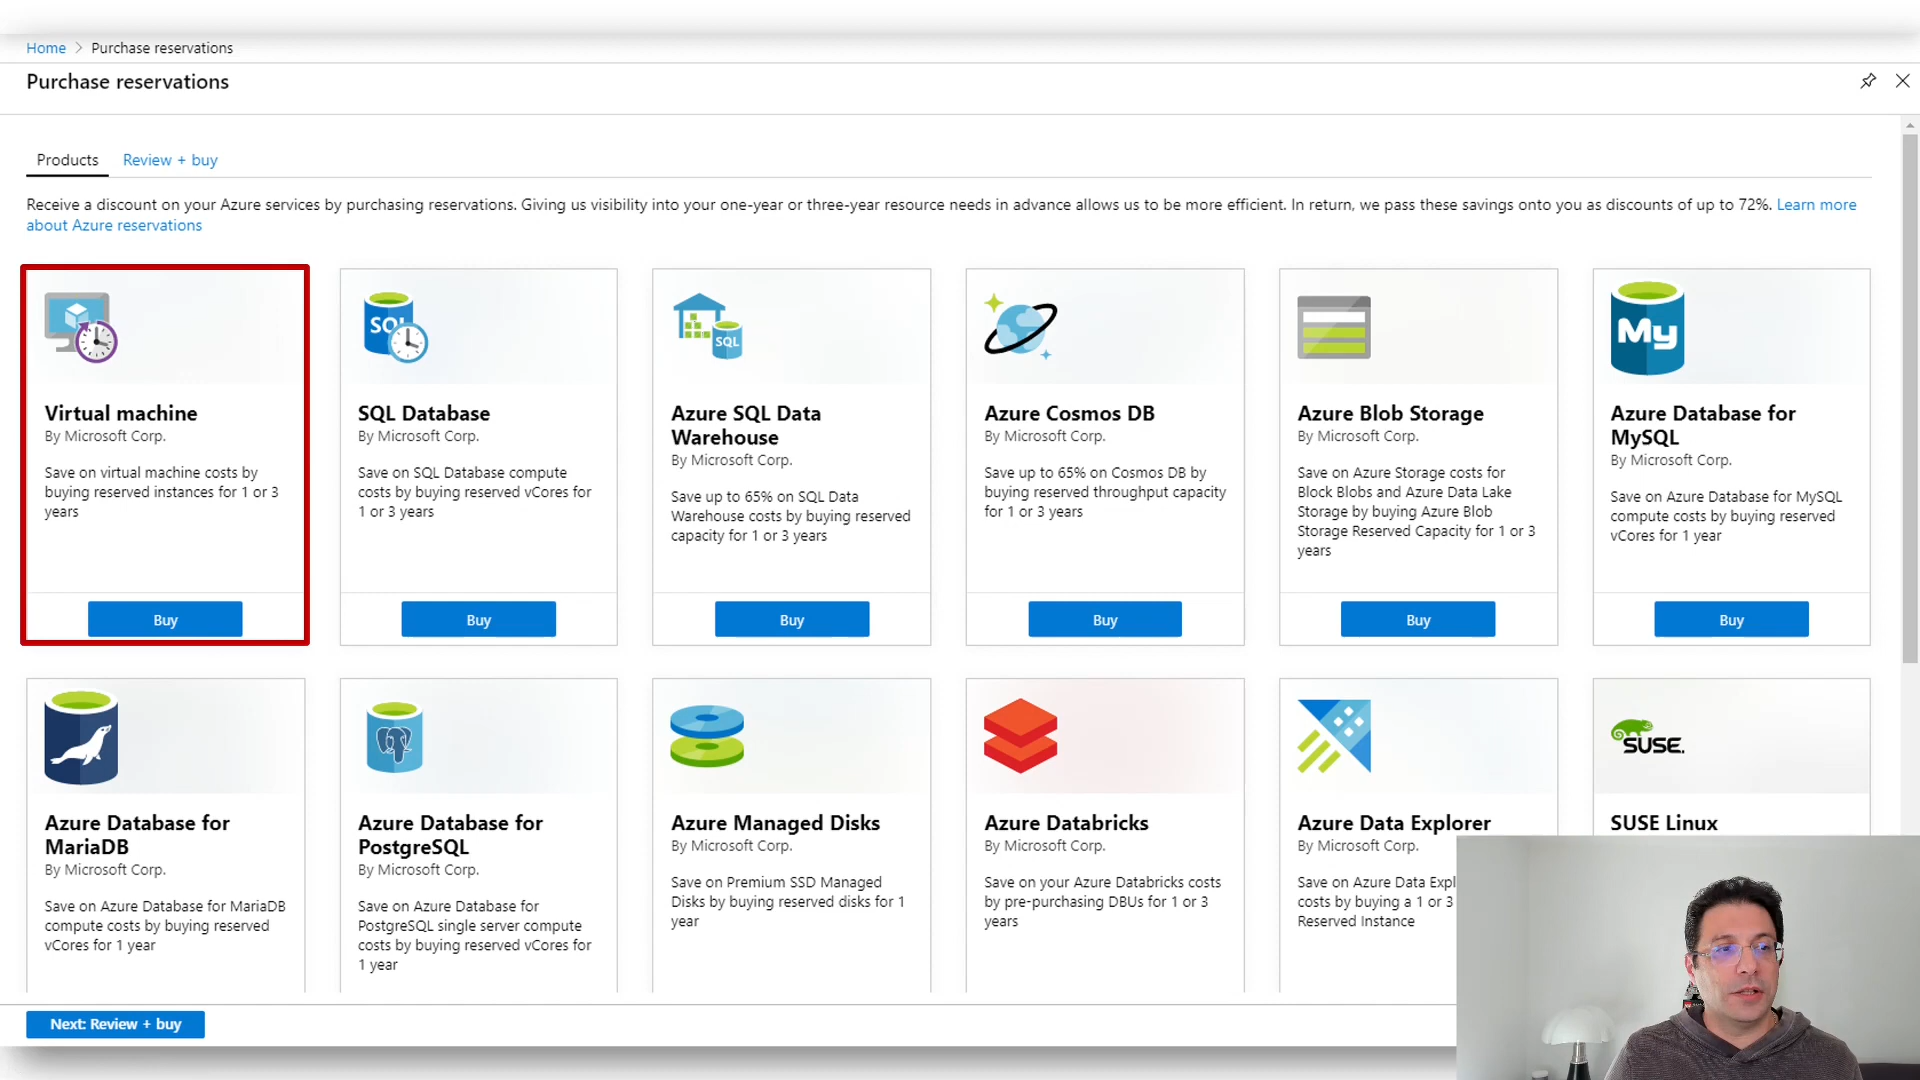 Home > Purchase reservations
Purchase reservations
Products
Review + buy
Receive a discount on your Azure services by purchasing reservations. Giving us visibility into your one-year or three-year resource needs in advance allows us to be more efficient. In return, we pass these savings onto you as discounts of up to 72%. Learn more
about Azure reservations
Virtual machine
By Microsoft Corp.
Save on virtual machine costs by
buying reserved instances for 1 or 3
years
Buy
SQL
SQL Database
By Microsoft Corp.
Save on SQL Database compute
costs by buying reserved vCores for
1 or 3 years
Buy
SQL
Azure SQL Data
Warehouse
By Microsoft Corp.
Save up to 65% on SQL Data
Warehouse costs by buying reserved
capacity for 1 or 3 years
Buy
Azure Cosmos DB
By Microsoft Corp.
Save up to 65% on Cosmos DB by
buying reserved throughput capacity
for 1 or 3 years
Buy
Azure Blob Storage
By Microsoft Corp.
Save on Azure Storage costs for
Block Blobs and Azure Data Lake
Storage by buying Azure Blob
Storage Reserved Capacity for 1 or 3
years
Buy
My
Azure Database for
MySQL
By Microsoft Corp.
Save on Azure Database for MySQL
compute costs by buying reserved
vCores for 1 year
Buy
Azure Database for
MariaDB
By Microsoft Corp.
Save on Azure Database for MariaDB
compute costs by buying reserved
vCores for 1 year
Azure Database for
PostgreSQL
By Microsoft Corp.
Save on Azure Database for
PostgreSQL single server compute
costs by buying reserved vCores for
1 year
Azure Managed Disks
By Microsoft Corp.
Save on Premium SSD Managed
Disks by buying reserved disks for 1
year
Azure Databricks
By Microsoft Corp.
Save on your Azure Databricks costs
by pre-purchasing DBUs for 1 or 3
years
Azure Data Explorer
By Microsoft Corp.
Save on Azure Data Expl
costs by buying a 1 or 3
Reserved Instance
SUSE.
SUSE Linux
Next: Review + buy